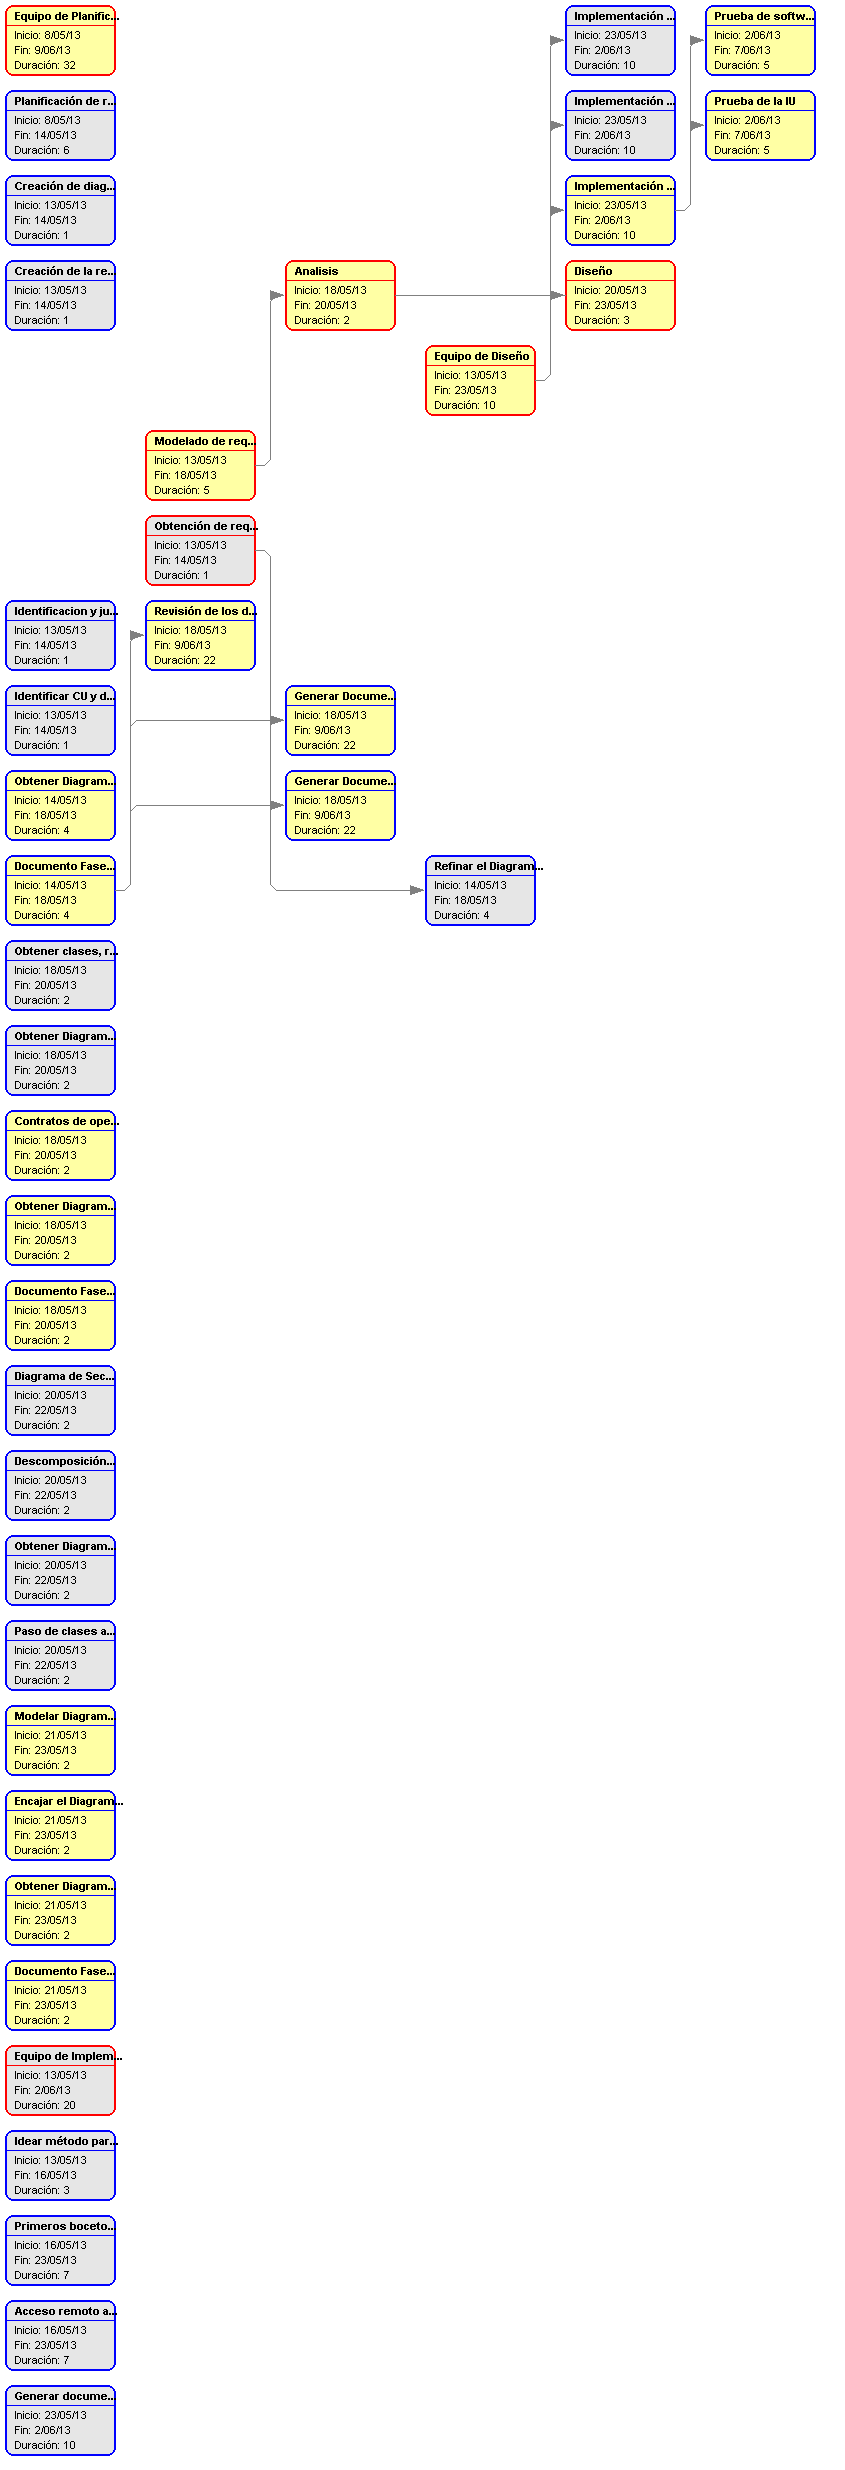 Equipo de Planific...
Inicio: 8/05/13
Fin: 9/06/13
Duración: 32
Implementación ...
Inicio: 23/05/13
Fin: 2/06/13
Duración: 10
Prueba de softw...
Inicio: 2/06/13
Fin: 7/06/13
Duración: 5
Planificación de r...
Inicio: 8/05/13
Fin: 14/05/13
Duración: 6
Implementación ...
Inicio: 23/05/13
Fin: 2/06/13
Duración: 10
Prueba de la IU
Inicio: 2/06/13
Fin: 7/06/13
Duración: 5
Creación de diag...
Inicio: 13/05/13
Fin: 14/05/13
Duración: 1
Implementación ...
Inicio: 23/05/13
Fin: 2/06/13
Duración: 10
Creación de la re...
Inicio: 13/05/13
Fin: 14/05/13
Duración: 1
Analisis
Inicio: 18/05/13
Fin: 20/05/13
Duración: 2
Diseño
Inicio: 20/05/13
Fin: 23/05/13
Duración: 3
Equipo de Diseño
Inicio: 13/05/13
Fin: 23/05/13
Duración: 10
Modelado de req...
Inicio: 13/05/13
Fin: 18/05/13
Duración: 5
Obtención de req...
Inicio: 13/05/13
Fin: 14/05/13
Duración: 1
Identificacion y ju...
Inicio: 13/05/13
Fin: 14/05/13
Duración: 1
Revisión de los d...
Inicio: 18/05/13
Fin: 9/06/13
Duración: 22
Identificar CU y d...
Inicio: 13/05/13
Fin: 14/05/13
Duración: 1
Generar Docume...
Inicio: 18/05/13
Fin: 9/06/13
Duración: 22
Obtener Diagram...
Inicio: 14/05/13
Fin: 18/05/13
Duración: 4
Generar Docume...
Inicio: 18/05/13
Fin: 9/06/13
Duración: 22
Documento Fase...
Inicio: 14/05/13
Fin: 18/05/13
Duración: 4
Refinar el Diagram...
Inicio: 14/05/13
Fin: 18/05/13
Duración: 4
Obtener clases, r...
Inicio: 18/05/13
Fin: 20/05/13
Duración: 2
Obtener Diagram...
Inicio: 18/05/13
Fin: 20/05/13
Duración: 2
Contratos de ope...
Inicio: 18/05/13
Fin: 20/05/13
Duración: 2
Obtener Diagram...
Inicio: 18/05/13
Fin: 20/05/13
Duración: 2
Documento Fase...
Inicio: 18/05/13
Fin: 20/05/13
Duración: 2
Diagrama de Sec...
Inicio: 20/05/13
Fin: 22/05/13
Duración: 2
Descomposición...
Inicio: 20/05/13
Fin: 22/05/13
Duración: 2
Obtener Diagram...
Inicio: 20/05/13
Fin: 22/05/13
Duración: 2
Paso de clases a...
Inicio: 20/05/13
Fin: 22/05/13
Duración: 2
Modelar Diagram...
Inicio: 21/05/13
Fin: 23/05/13
Duración: 2
Encajar el Diagram...
Inicio: 21/05/13
Fin: 23/05/13
Duración: 2
Obtener Diagram...
Inicio: 21/05/13
Fin: 23/05/13
Duración: 2
Documento Fase...
Inicio: 21/05/13
Fin: 23/05/13
Duración: 2
Equipo de Implem...
Inicio: 13/05/13
Fin: 2/06/13
Duración: 20
Idear método par...
Inicio: 13/05/13
Fin: 16/05/13
Duración: 3
Primeros boceto...
Inicio: 16/05/13
Fin: 23/05/13
Duración: 7
Acceso remoto a...
Inicio: 16/05/13
Fin: 23/05/13
Duración: 7
Generar docume...
Inicio: 23/05/13
Fin: 2/06/13
Duración: 10